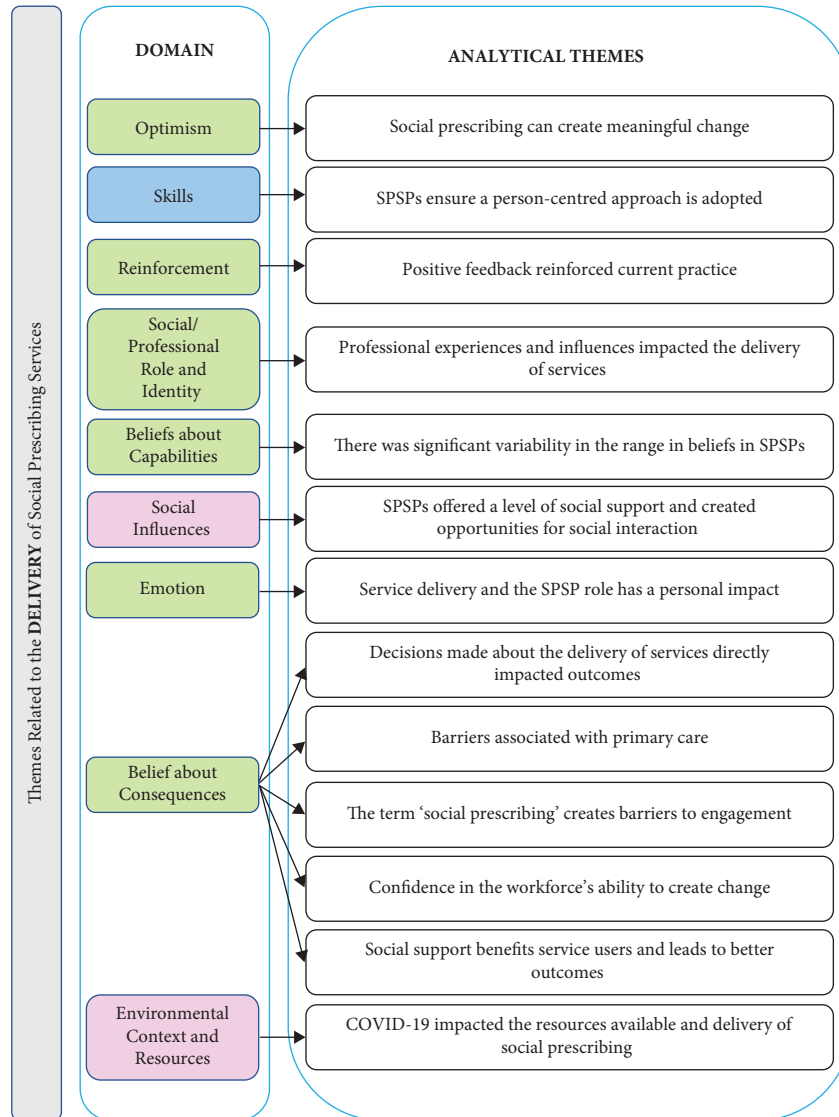 Themes Related to the DELIVERY of Social Prescribing Services
DOMAIN
ANALYTICAL THEMES
Optimism
Social prescribing can create meaningful change
Skills
SPSPs ensure a person-centred approach is adopted
Reinforcement
Positive feedback reinforced current practice
Social/
Professional
Role and
Identity
Professional experiences and influences impacted the delivery
of services
Beliefs about
Capabilities
There was significant variability in the range in beliefs in SPSPs
Social
Influences
SPSPs offered a level of social support and created
opportunities for social interaction
Emotion
Service delivery and the SPSP role has a personal impact
Belief about
Consequences
Decisions made about the delivery of services directly
impacted outcomes
Barriers associated with primary care
The term ‘social prescribing’ creates barriers to engagement
Confidence in the workforce’s ability to create change
Social support benefits service users and leads to better
outcomes
Environmental
Context and
Resources
COVID-19 impacted the resources available and delivery of
social prescribing